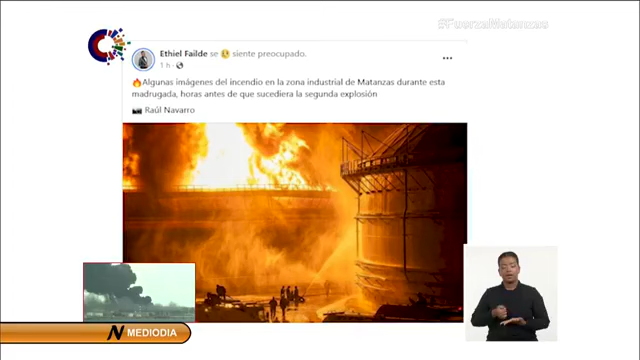 #FuerzaMatanzas
Ethiel Failde se siente preocupado.
1 h
🔥Algunas imágenes del incendio en la zona industrial de Matanzas durante esta
madrugada, horas antes de que sucediera la segunda explosión
📷 Raúl Navarro
N MEDIODIA